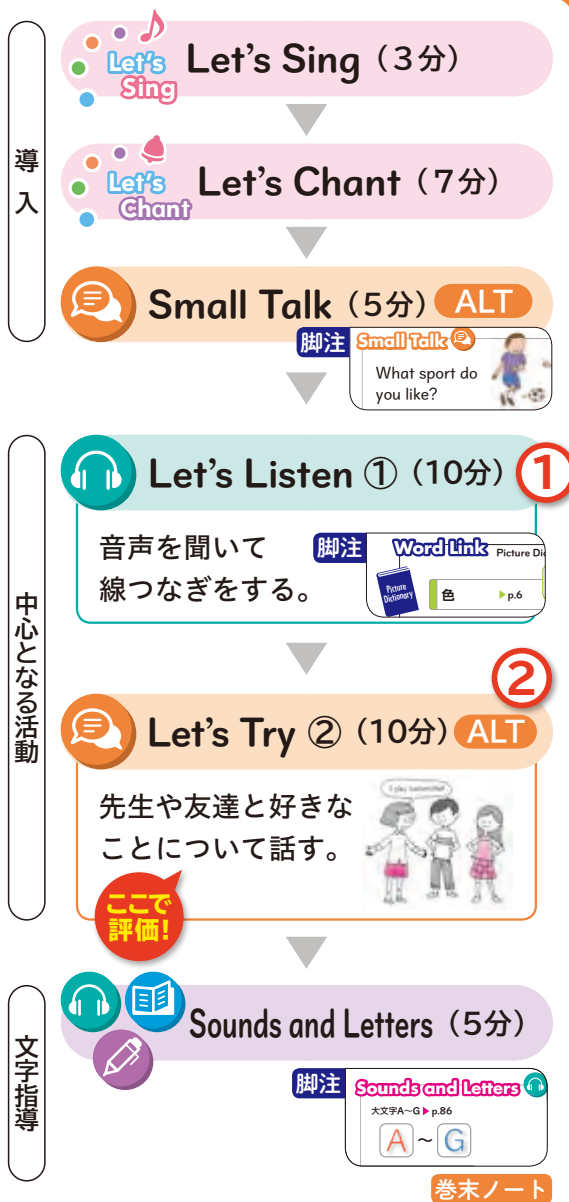 導入
Let's Sing
Let's Sing（3分）
Let's Chant
Let's Chant（7分）
Small Talk（5分） ALT
脚注 Small Talk
What sport do
you like?
中心となる活動
Let's Listen ①（10分） ①
音声を聞いて
線つなぎをする。
脚注 Word Link Picture Di
Picture Dictionary
色 ▶p.6
②
Let's Try ②（10分） ALT
先生や友達と好きな
ことについて話す。
ここで
評価!
文字指導
Sounds and Letters（5分）
脚注 Sounds and Letters
大文字A～G ▶ p.86
A ～ G
巻末ノート